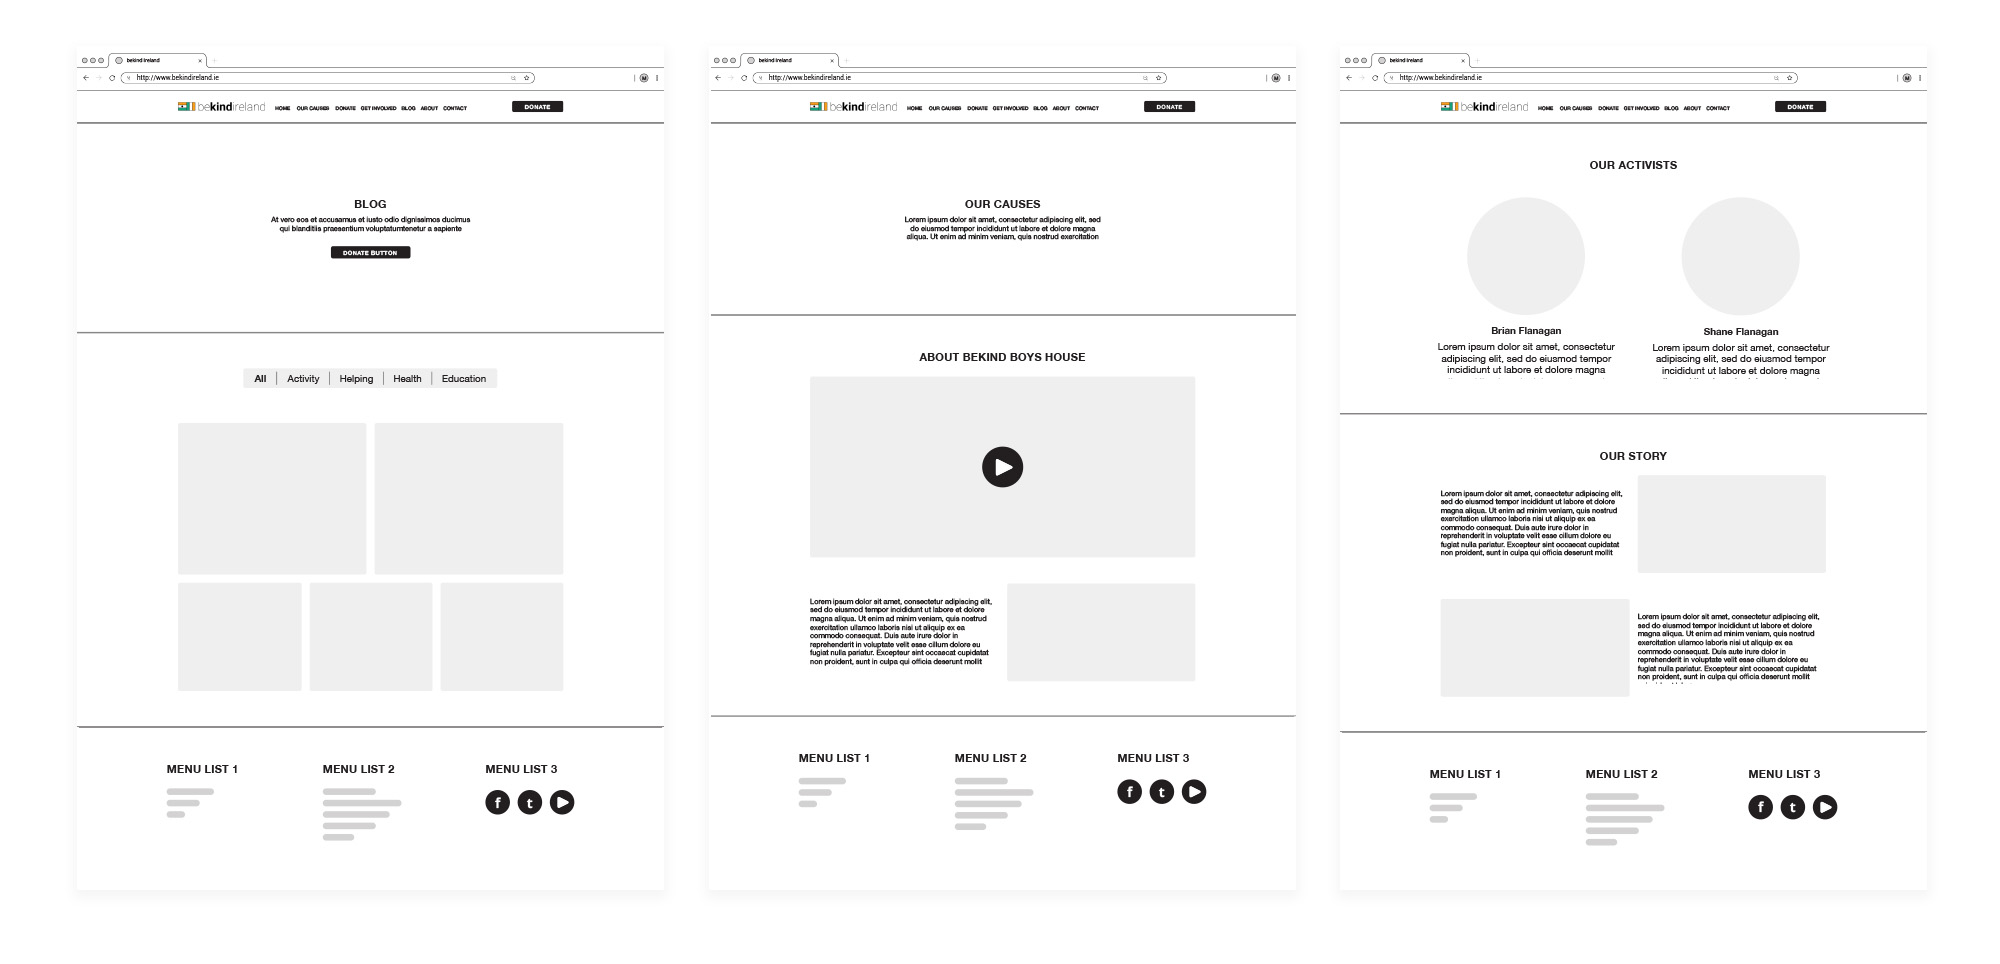 bekind ireland
http://www.bekindireland.ie
M
bekindireland HOME OUR CAUSES DONATE GET INVOLVED BLOG ABOUT CONTACT DONATE
BLOG
At vero eos et accusamus et iusto odio dignissimos ducimus
qui blanditiis praesentium voluptatumtenetur a sapiente
DONATE BUTTON
All Activity Helping Health Education
MENU LIST 1 MENU LIST 2 MENU LIST 3
f t
bekind ireland
http://www.bekindireland.ie
M
bekindireland HOME OUR CAUSES DONATE GET INVOLVED BLOG ABOUT CONTACT DONATE
OUR CAUSES
Lorem ipsum dolor sit amet, consectetur adipiscing elit, sed
do eiusmod tempor incididunt ut labore et dolore magna
aliqua. Ut enim ad minim veniam, quis nostrud exercitation
ABOUT BEKIND BOYS HOUSE
Lorem ipsum dolor sit amet, consectetur adipiscing elit,
sed do eiusmod tempor incididunt ut labore et dolore
magna aliqua. Ut enim ad minim veniam, quis nostrud
exercitation ullamco laboris nisi ut aliquip ex ea
commodo consequat. Duis aute irure dolor in
reprehenderit in voluptate velit esse cillum dolore eu
fugiat nulla pariatur. Excepteur sint occaecat cupidatat
non proident, sunt in culpa qui officia deserunt mollit
MENU LIST 1 MENU LIST 2 MENU LIST 3
f t
bekind ireland
http://www.bekindireland.ie
M
bekindireland HOME OUR CAUSES DONATE GET INVOLVED BLOG ABOUT CONTACT DONATE
OUR ACTIVISTS
Brian Flanagan
Lorem ipsum dolor sit amet, consectetur
adipiscing elit, sed do eiusmod tempor
incididunt ut labore et dolore magna
Shane Flanagan
Lorem ipsum dolor sit amet, consectetur
adipiscing elit, sed do eiusmod tempor
incididunt ut labore et dolore magna
OUR STORY
Lorem ipsum dolor sit amet, consectetur adipiscing elit,
sed do eiusmod tempor incididunt ut labore et dolore
magna aliqua. Ut enim ad minim veniam, quis nostrud
exercitation ullamco laboris nisi ut aliquip ex ea
commodo consequat. Duis aute irure dolor in
reprehenderit in voluptate velit esse cillum dolore eu
fugiat nulla pariatur. Excepteur sint occaecat cupidatat
non proident, sunt in culpa qui officia deserunt mollit
Lorem ipsum dolor sit amet, consectetur adipiscing elit,
sed do eiusmod tempor incididunt ut labore et dolore
magna aliqua. Ut enim ad minim veniam, quis nostrud
exercitation ullamco laboris nisi ut aliquip ex ea
commodo consequat. Duis aute irure dolor in
reprehenderit in voluptate velit esse cillum dolore eu
fugiat nulla pariatur. Excepteur sint occaecat cupidatat
non proident, sunt in culpa qui officia deserunt mollit
MENU LIST 1 MENU LIST 2 MENU LIST 3
f t